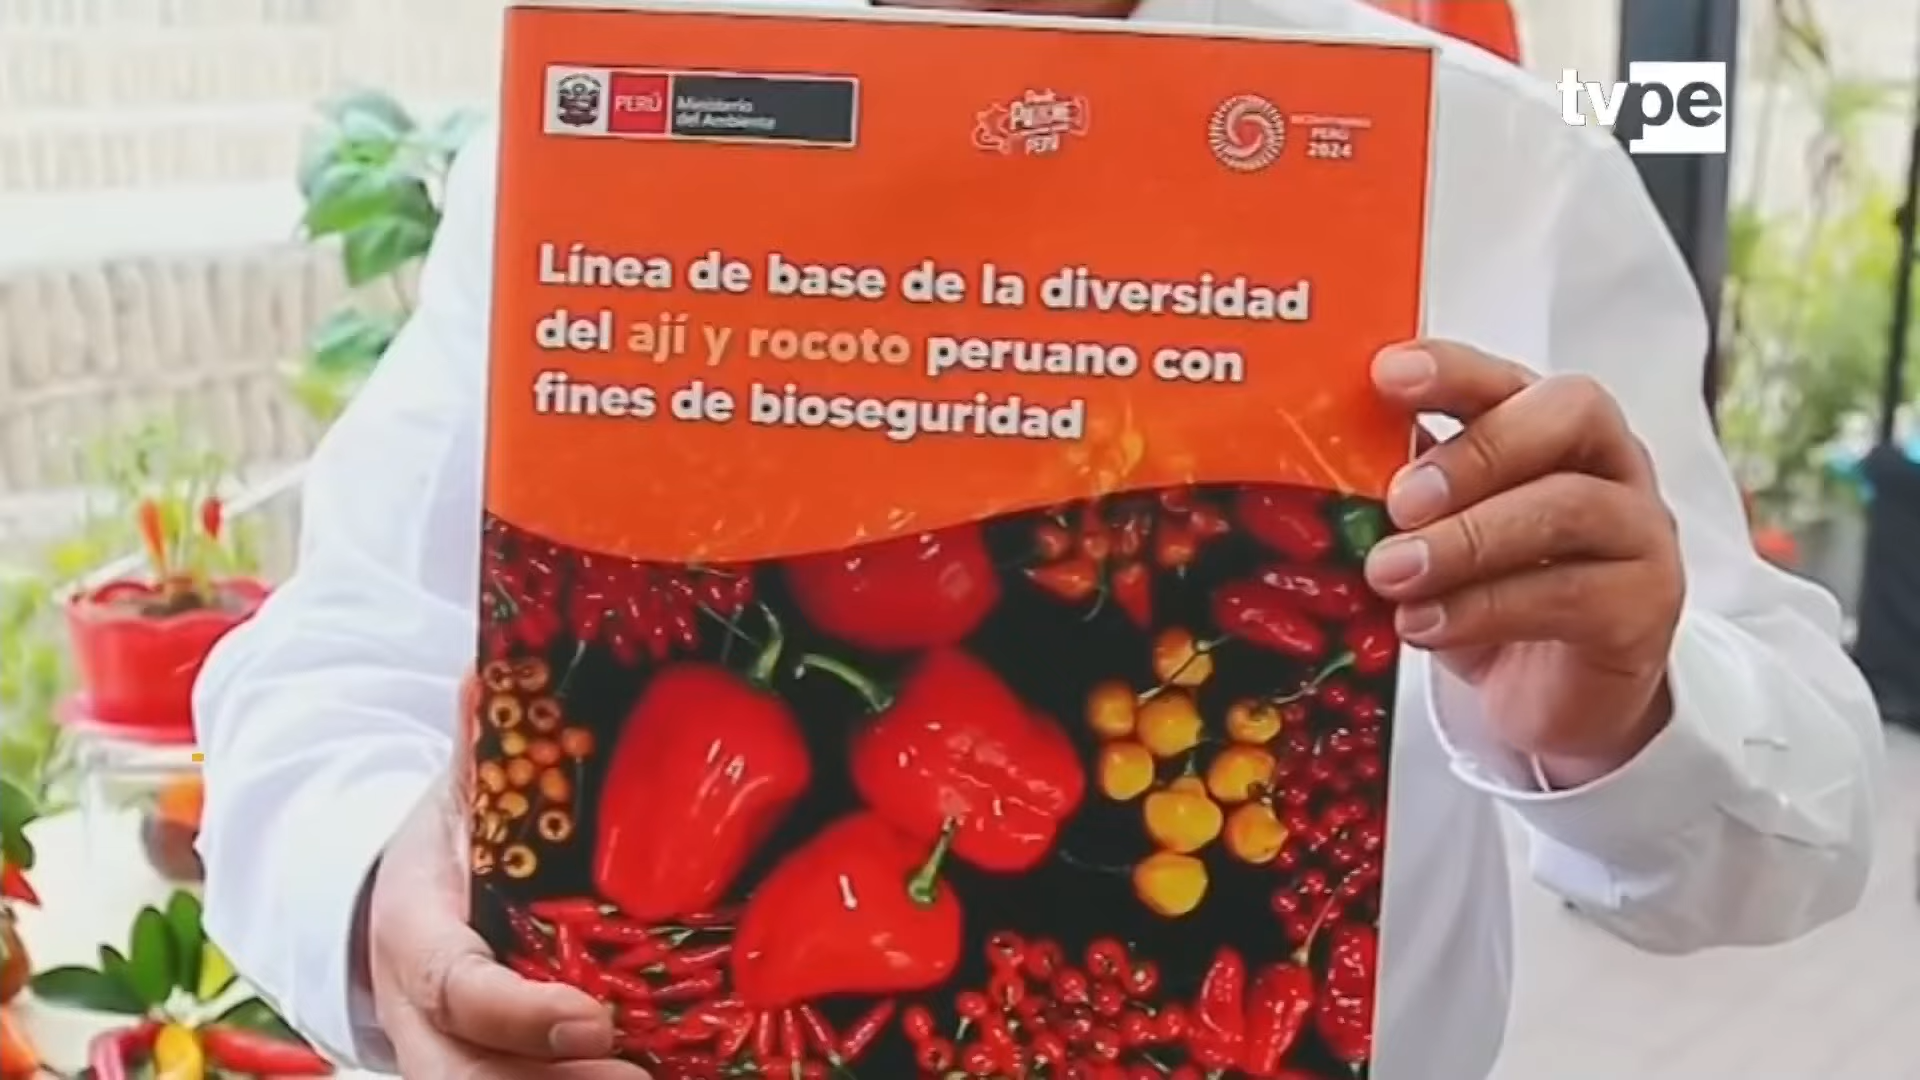 tvpe
PERÚ
Ministerio
del Ambiente
PERÚ
PERÚ
2024
Línea de base de la diversidad
del ají y rocoto peruano con
fines de bioseguridad